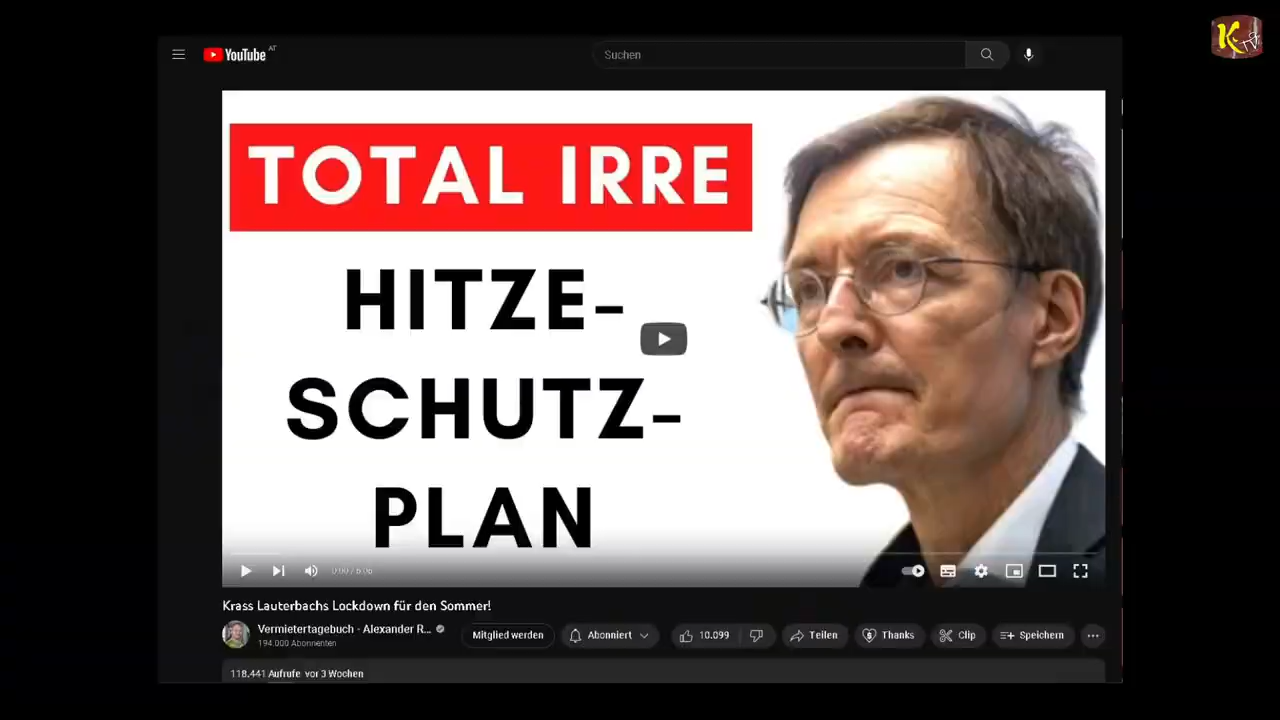 K TV
YouTube AT
Suchen
TOTAL IRRE
HITZE-
SCHUTZ-
PLAN
Krass Lauterbachs Lockdown für den Sommer!
Vermietertagebuch - Alexander R...
194.000 Abonnenten
Mitglied werden
Abonniert
10.099
Teilen
Thanks
Clip
Speichern
118.441 Aufrufe vor 3 Wochen